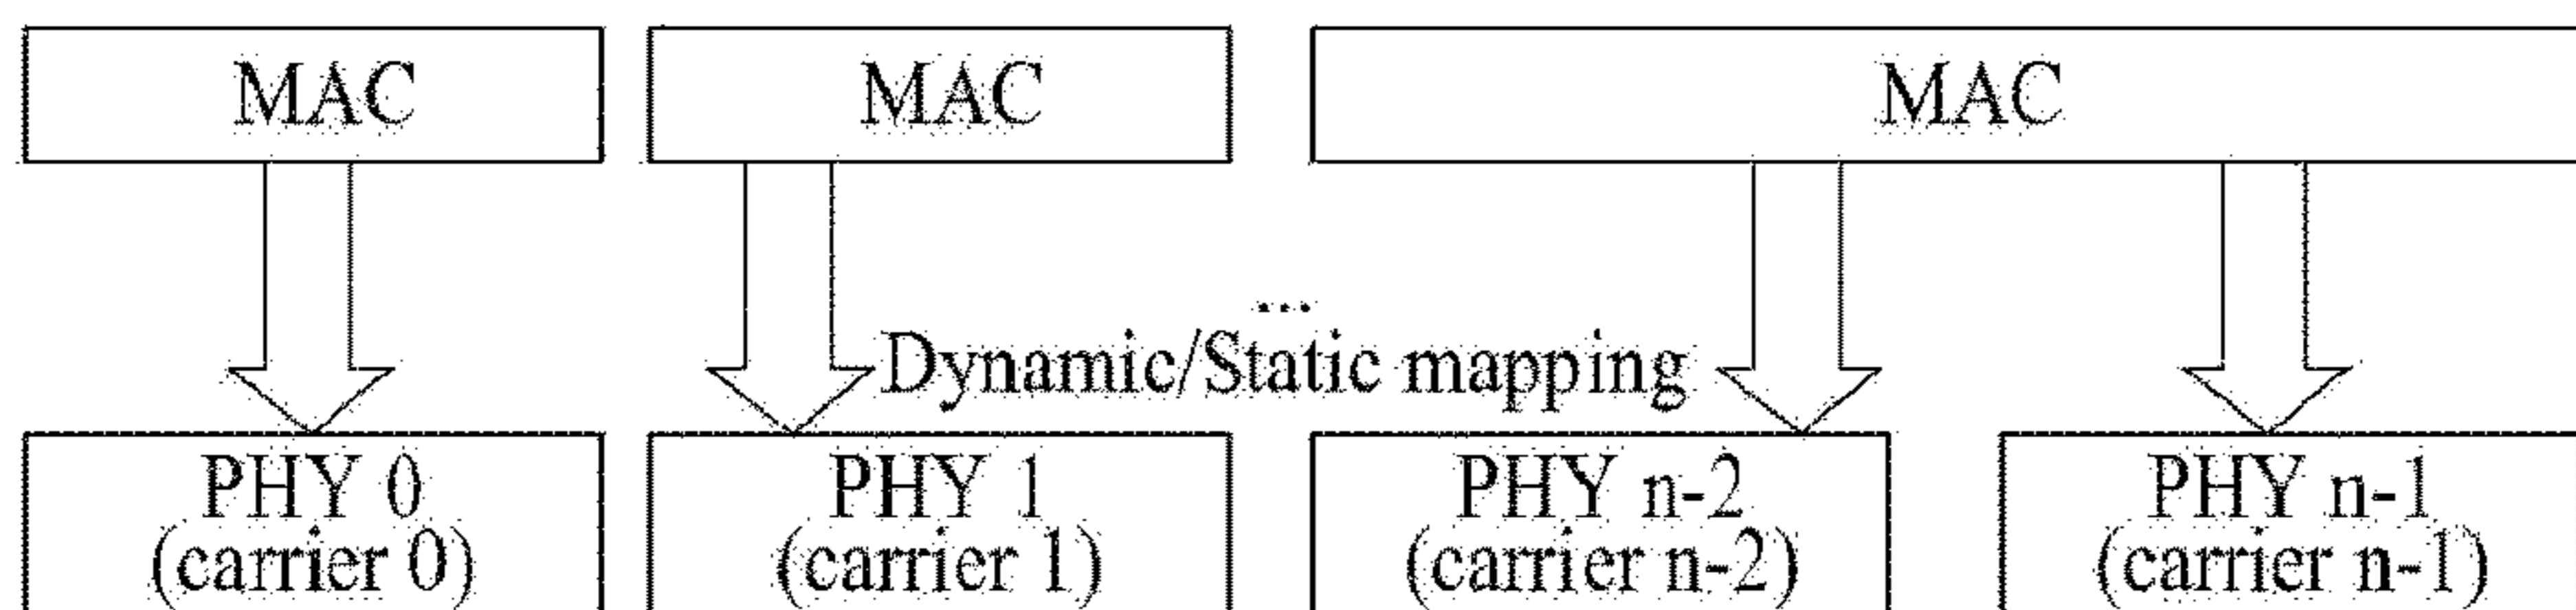 MAC MAC MAC
...
Dynamic/Static mapping
PHY 0 PHY 1 PHY n-2 PHY n-1
(carrier 0) (carrier 1) (carrier n-2) (carrier n-1)